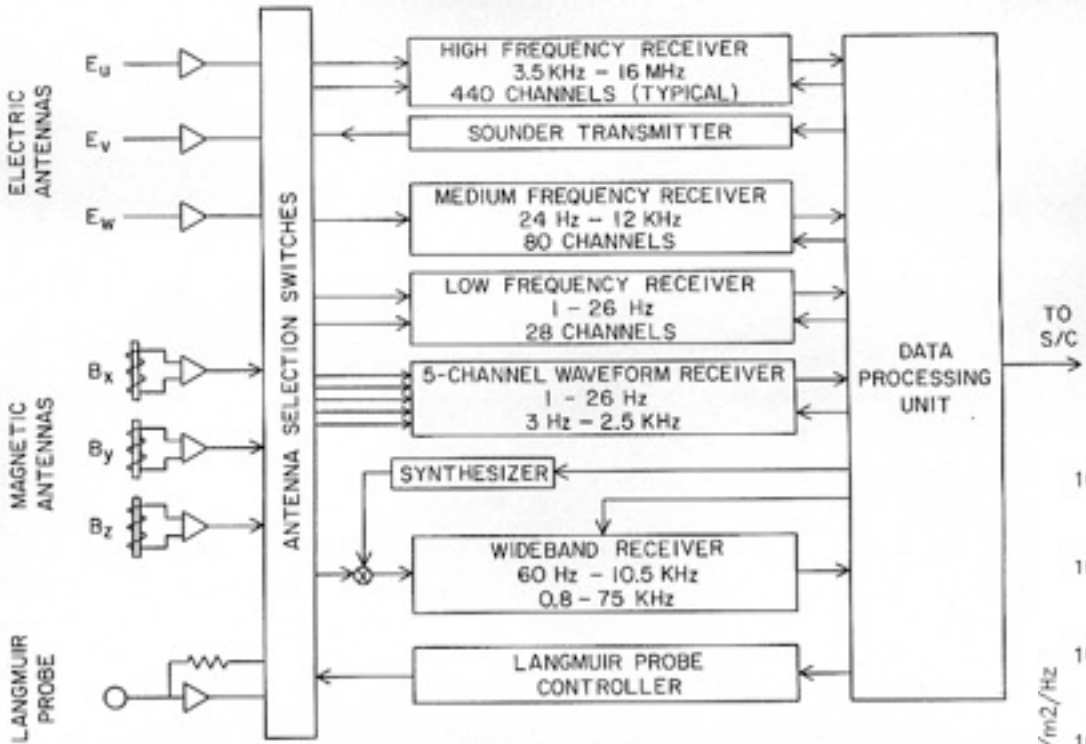 ELECTRIC
ANTENNAS
Eu
Ev
Ew
MAGNETIC
ANTENNAS
Bx
By
Bz
LANGMUIR
PROBE
ANTENNA SELECTION SWITCHES
HIGH FREQUENCY RECEIVER
3.5 KHz – 16 MHz
440 CHANNELS (TYPICAL)
SOUNDER TRANSMITTER
MEDIUM FREQUENCY RECEIVER
24 Hz – 12 KHz
80 CHANNELS
LOW FREQUENCY RECEIVER
1 – 26 Hz
28 CHANNELS
5-CHANNEL WAVEFORM RECEIVER
1 – 26 Hz
3 Hz – 2.5 KHz
SYNTHESIZER
WIDEBAND RECEIVER
60 Hz – 10.5 KHz
0.8 – 75 KHz
LANGMUIR PROBE
CONTROLLER
DATA
PROCESSING
UNIT
TO
S/C
/m2/Hz